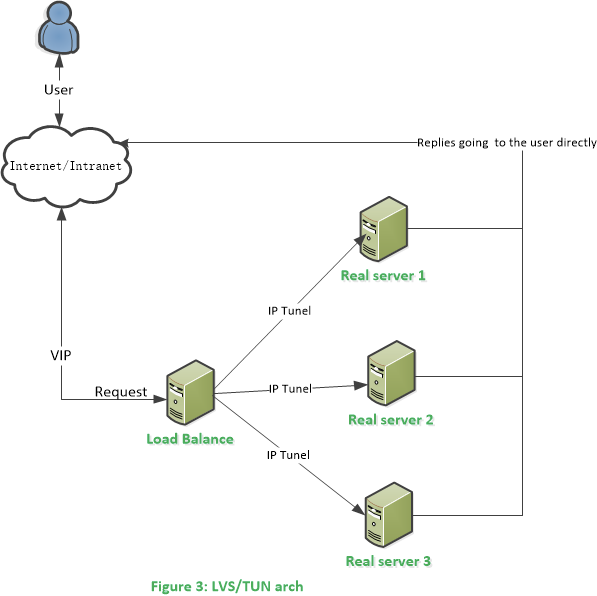 User
Internet/Intranet
Replies going to the user directly
Real server 1
IP Tunel
VIP
Request
IP Tunel
Load Balance
Real server 2
IP Tunel
Real server 3
Figure 3: LVS/TUN arch